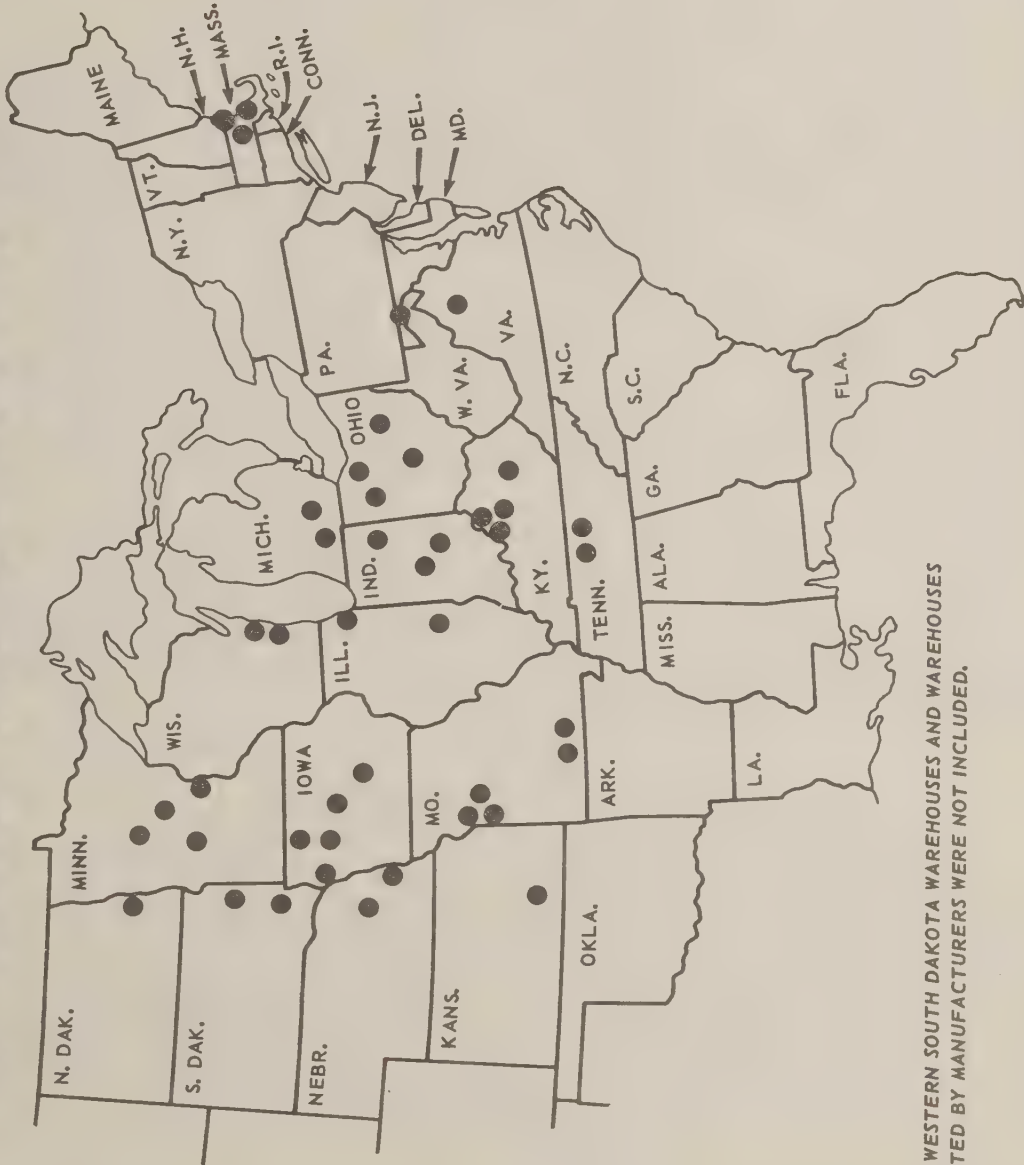 MAINE
N.H.
MASS.
R.I.
CONN.
VT.
N.Y.
N.J.
DEL.
MD.
PA.
OHIO
W. VA.
VA.
N.C.
S.C.
GA.
FLA.
MICH.
IND.
KY.
TENN.
ALA.
MISS.
WIS.
ILL.
MINN.
IOWA
MO.
ARK.
LA.
N. DAK.
S. DAK.
NEBR.
KANS.
OKLA.
WESTERN SOUTH DAKOTA WAREHOUSES AND WAREHOUSES
TED BY MANUFACTURERS WERE NOT INCLUDED.